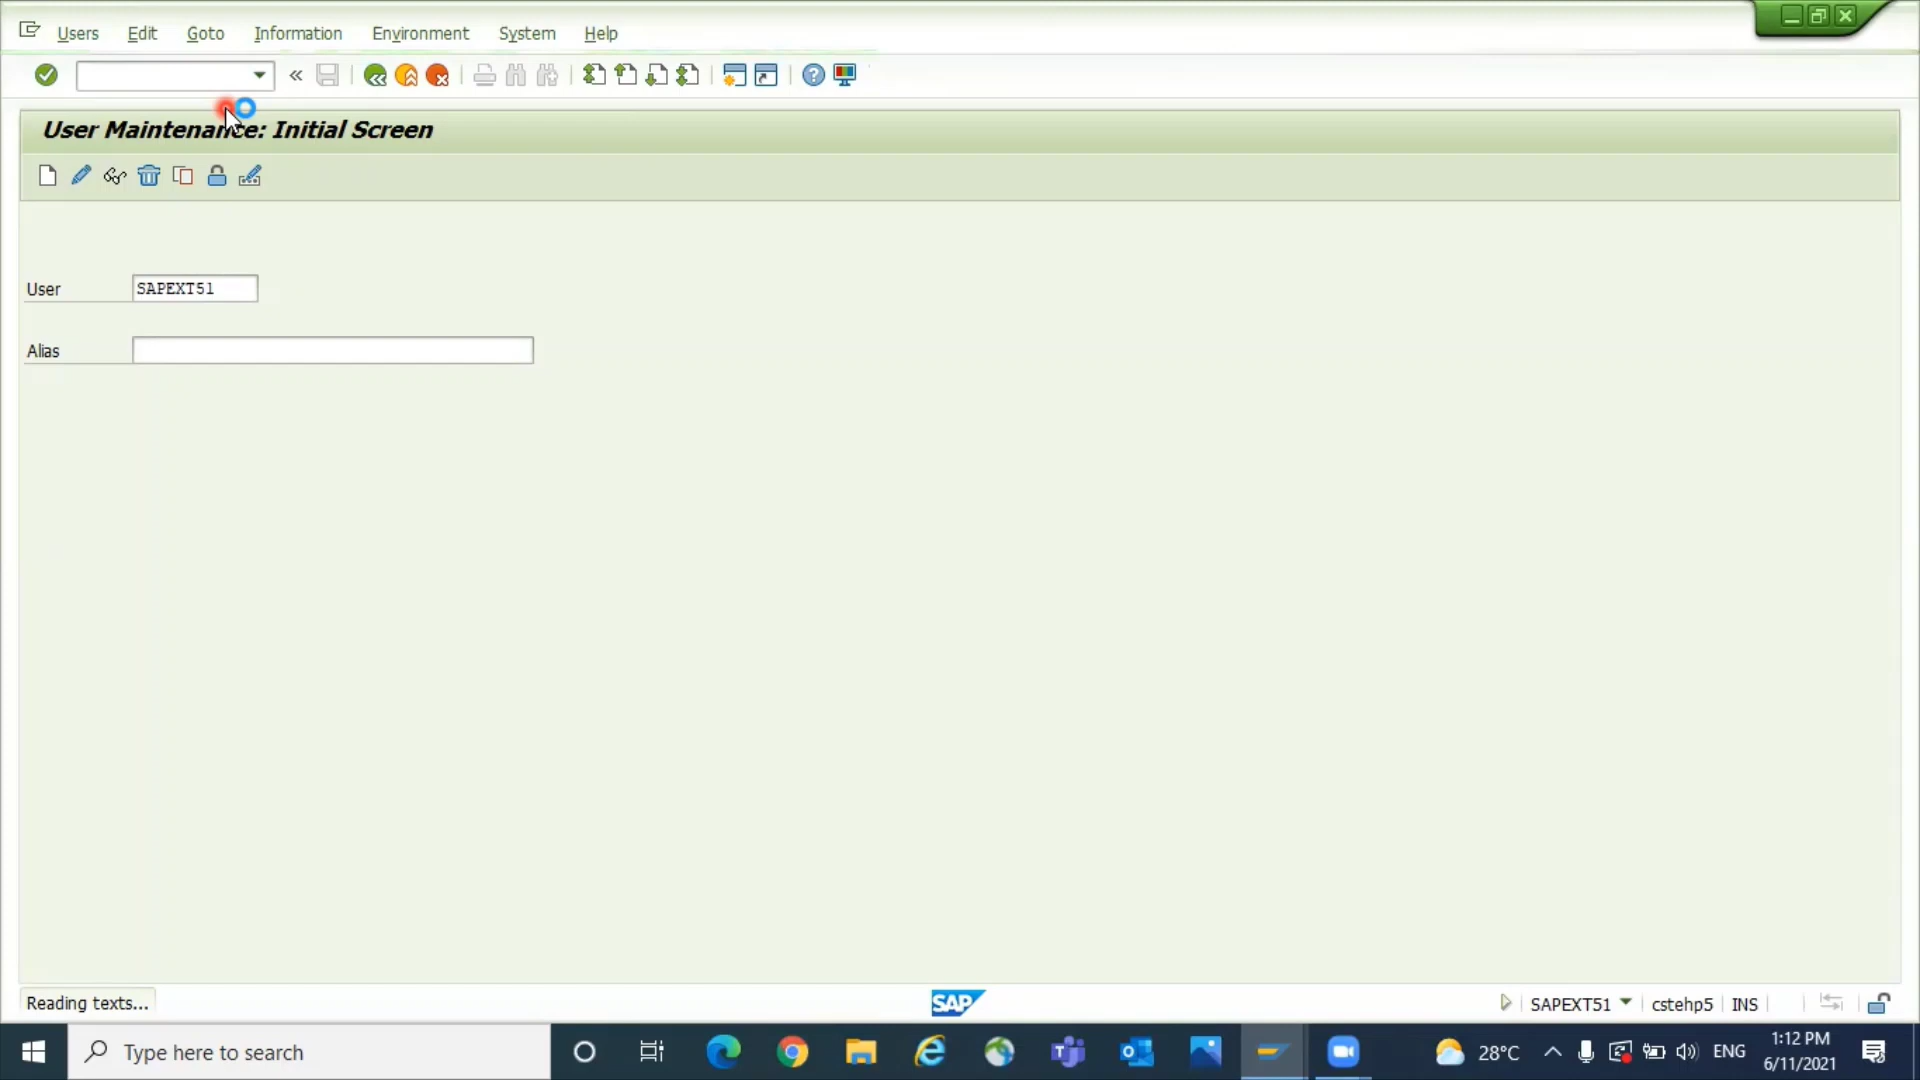 Users Edit Goto Information Environment System Help
User Maintenance: Initial Screen
User SAPEXT51
Alias
Reading texts...
SAP
SAPEXT51 cstehp5 INS
Type here to search
28°C ENG 1:12 PM
6/11/2021